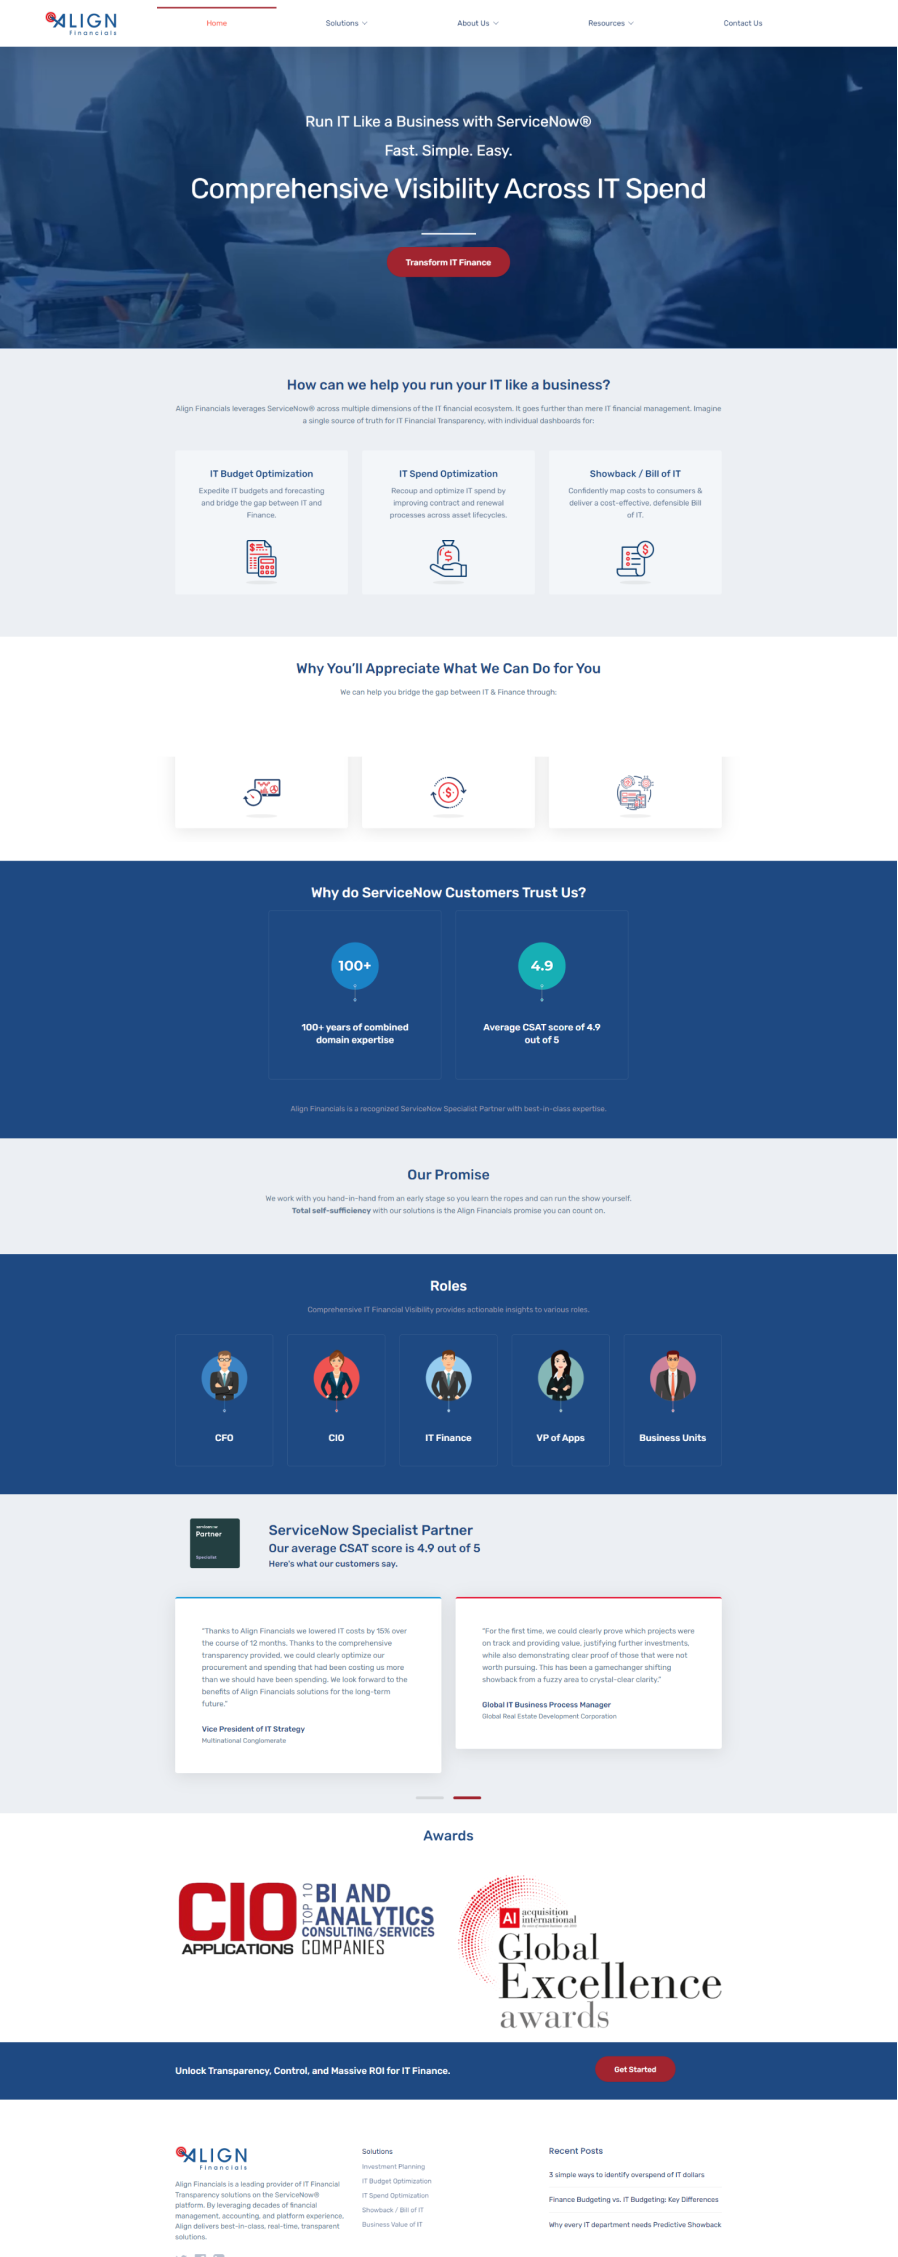 ALIGN
Financials
Home
Solutions
About Us
Resources
Contact Us
Run IT Like a Business with ServiceNow®
Fast. Simple. Easy.
Comprehensive Visibility Across IT Spend
Transform IT Finance
How can we help you run your IT like a business?
Align Financials leverages ServiceNow® across multiple dimensions of the IT financial ecosystem. It goes further than mere IT financial management. Imagine
a single source of truth for IT Financial Transparency, with individual dashboards for:
IT Budget Optimization
Expedite IT budgets and forecasting
and bridge the gap between IT and
Finance.
IT Spend Optimization
Recoup and optimize IT spend by
improving contract and renewal
processes across asset lifecycles.
Showback / Bill of IT
Confidently map costs to consumers &
deliver a cost-effective, defensible Bill
of IT.
Why You'll Appreciate What We Can Do for You
We can help you bridge the gap between IT & Finance through:
Why do ServiceNow Customers Trust Us?
100+
100+ years of combined
domain expertise
4.9
Average CSAT score of 4.9
out of 5
Align Financials is a recognized ServiceNow Specialist Partner with best-in-class expertise.
Our Promise
We work with you hand-in-hand from an early stage so you learn the ropes and can run the show yourself.
Total self-sufficiency with our solutions is the Align Financials promise you can count on.
Roles
Comprehensive IT Financial Visibility provides actionable insights to various roles.
CFO
CIO
IT Finance
VP of Apps
Business Units
servicenow
Partner
Specialist
ServiceNow Specialist Partner
Our average CSAT score is 4.9 out of 5
Here's what our customers say.
"Thanks to Align Financials we lowered IT costs by 15% over
the course of 12 months. Thanks to the comprehensive
transparency provided, we could clearly optimize our
procurement and spending that had been costing us more
than we should have been spending. We look forward to the
benefits of Align Financials solutions for the long-term
future."
Vice President of IT Strategy
Multinational Conglomerate
"For the first time, we could clearly prove which projects were
on track and providing value, justifying further investments,
while also demonstrating clear proof of those that were not
worth pursuing. This has been a gamechanger shifting
showback from a fuzzy area to crystal-clear clarity."
Global IT Business Process Manager
Global Real Estate Development Corporation
Awards
CIO
APPLICATIONS
TOP 10
BI AND
ANALYTICS
CONSULTING/SERVICES
COMPANIES
AI
acquisition
international
Global
Excellence
awards
Unlock Transparency, Control, and Massive ROI for IT Finance.
Get Started
ALIGN
Financials
Align Financials is a leading provider of IT Financial
Transparency solutions on the ServiceNow®
platform. By leveraging decades of financial
management, accounting, and platform experience,
Align delivers best-in-class, real-time, transparent
solutions.
Solutions
Investment Planning
IT Budget Optimization
IT Spend Optimization
Showback / Bill of IT
Business Value of IT
Recent Posts
3 simple ways to identify overspend of IT dollars
Finance Budgeting vs. IT Budgeting: Key Differences
Why every IT department needs Predictive Showback